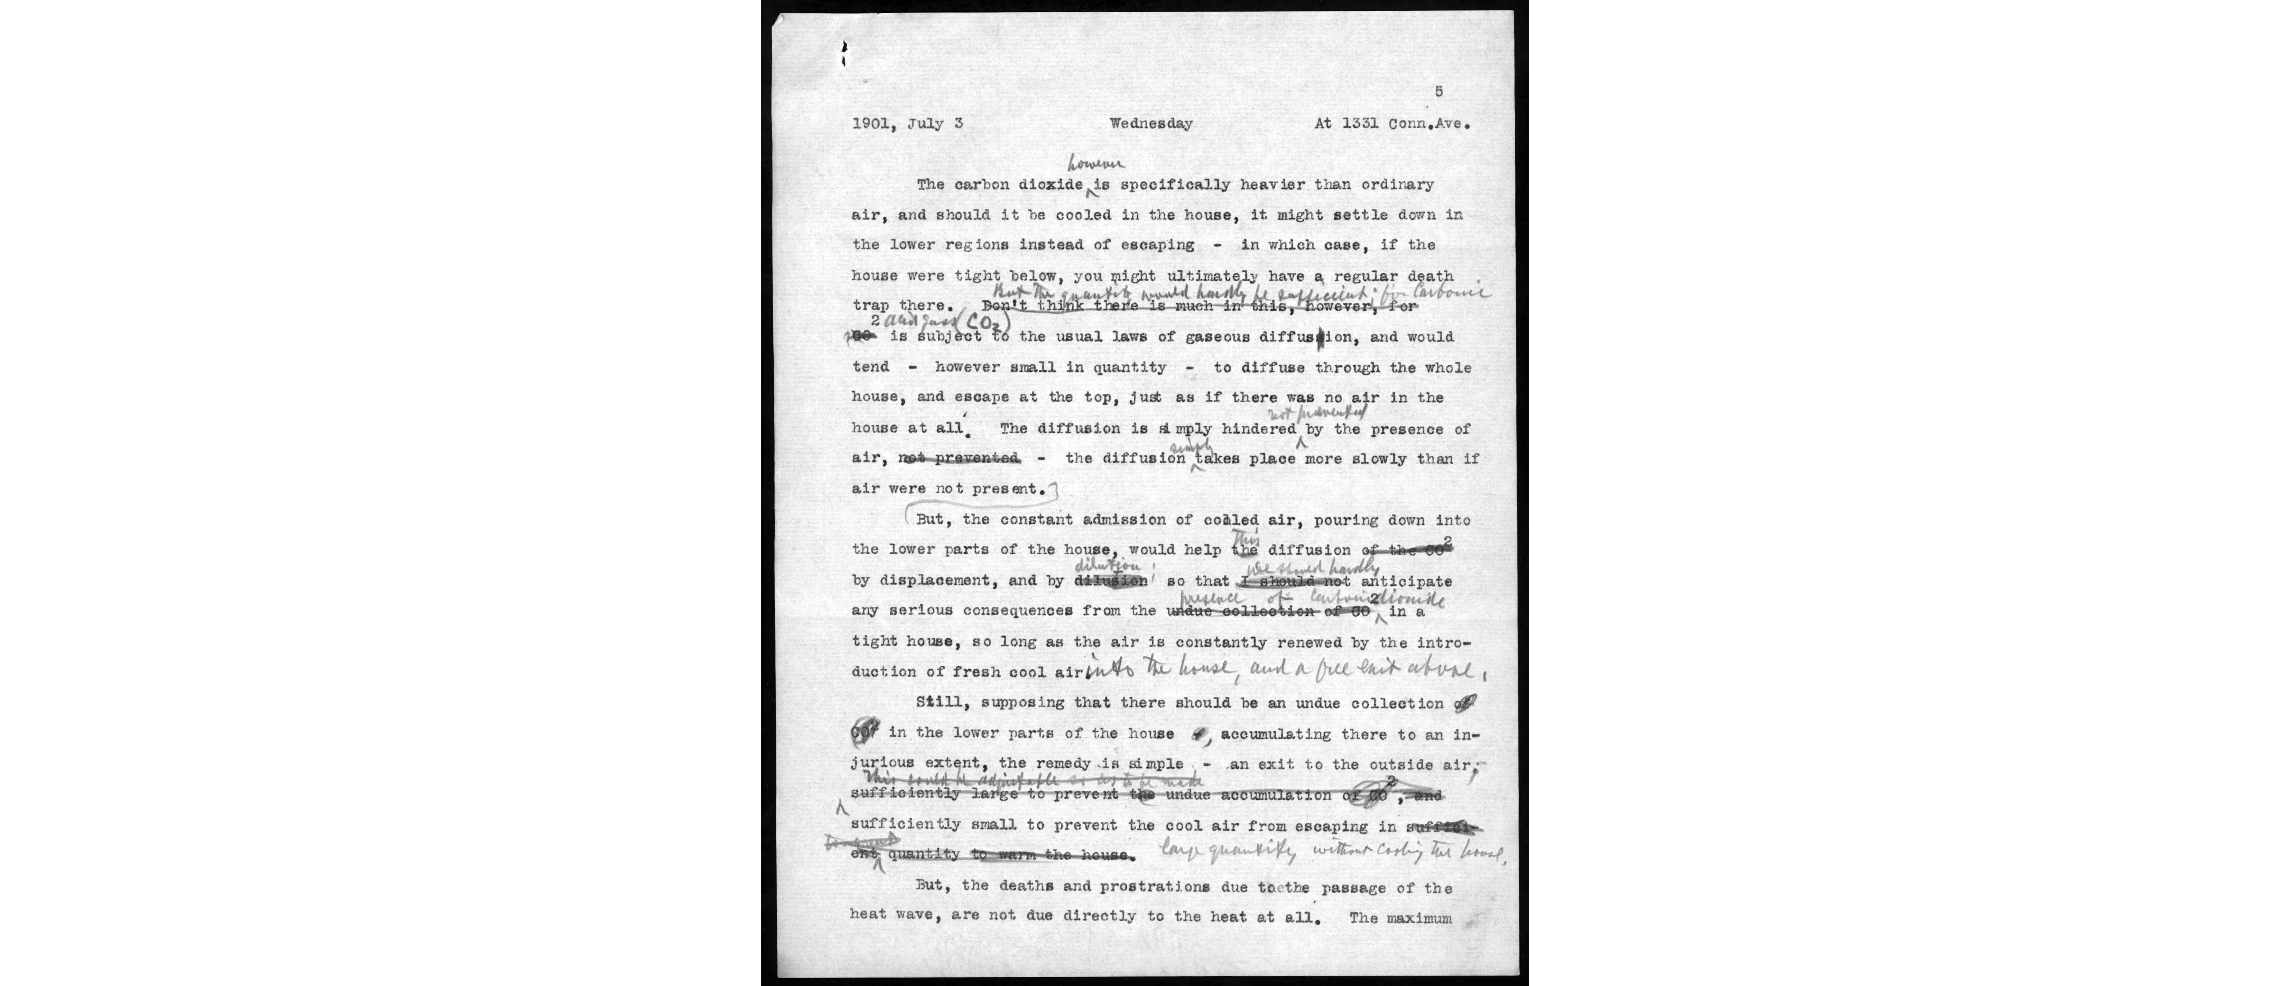 5
1901, July 3 Wednesday At 1331 Conn.Ave.
however
The carbon dioxide is specifically heavier than ordinary
air, and should it be cooled in the house, it might settle down in
the lower regions instead of escaping - in which case, if the
house were tight below, you might ultimately have a regular death
But the quantity would hardly be sufficient; for Carbonic
trap there. Don't think there is much in this, however, for
acid gas (CO2)
CO2 is subject to the usual laws of gaseous diffusion, and would
tend - however small in quantity - to diffuse through the whole
house, and escape at the top, just as if there was no air in the
not prevented
house at all. The diffusion is simply hindered by the presence of
simply
air, not prevented - the diffusion takes place more slowly than if
air were not present.
But, the constant admission of cooled air, pouring down into
This
the lower parts of the house, would help the diffusion of the CO2
dilution; we should hardly
by displacement, and by dilusion so that I should not anticipate
presence of Carbon dioxide
any serious consequences from the undue collection of CO2 in a
tight house, so long as the air is constantly renewed by the intro-
duction of fresh cool air into the house, and a free exit above.
Still, supposing that there should be an undue collection of
CO2 in the lower parts of the house , accumulating there to an in-
jurious extent, the remedy is simple - an exit to the outside air;
This could be adjustable so as to be made
sufficiently large to prevent the undue accumulation of CO2, and
sufficiently small to prevent the cool air from escaping in suffici-
ent quantity to warm the house. large quantity without cooling the house.
But, the deaths and prostrations due to the passage of the
heat wave, are not due directly to the heat at all. The maximum